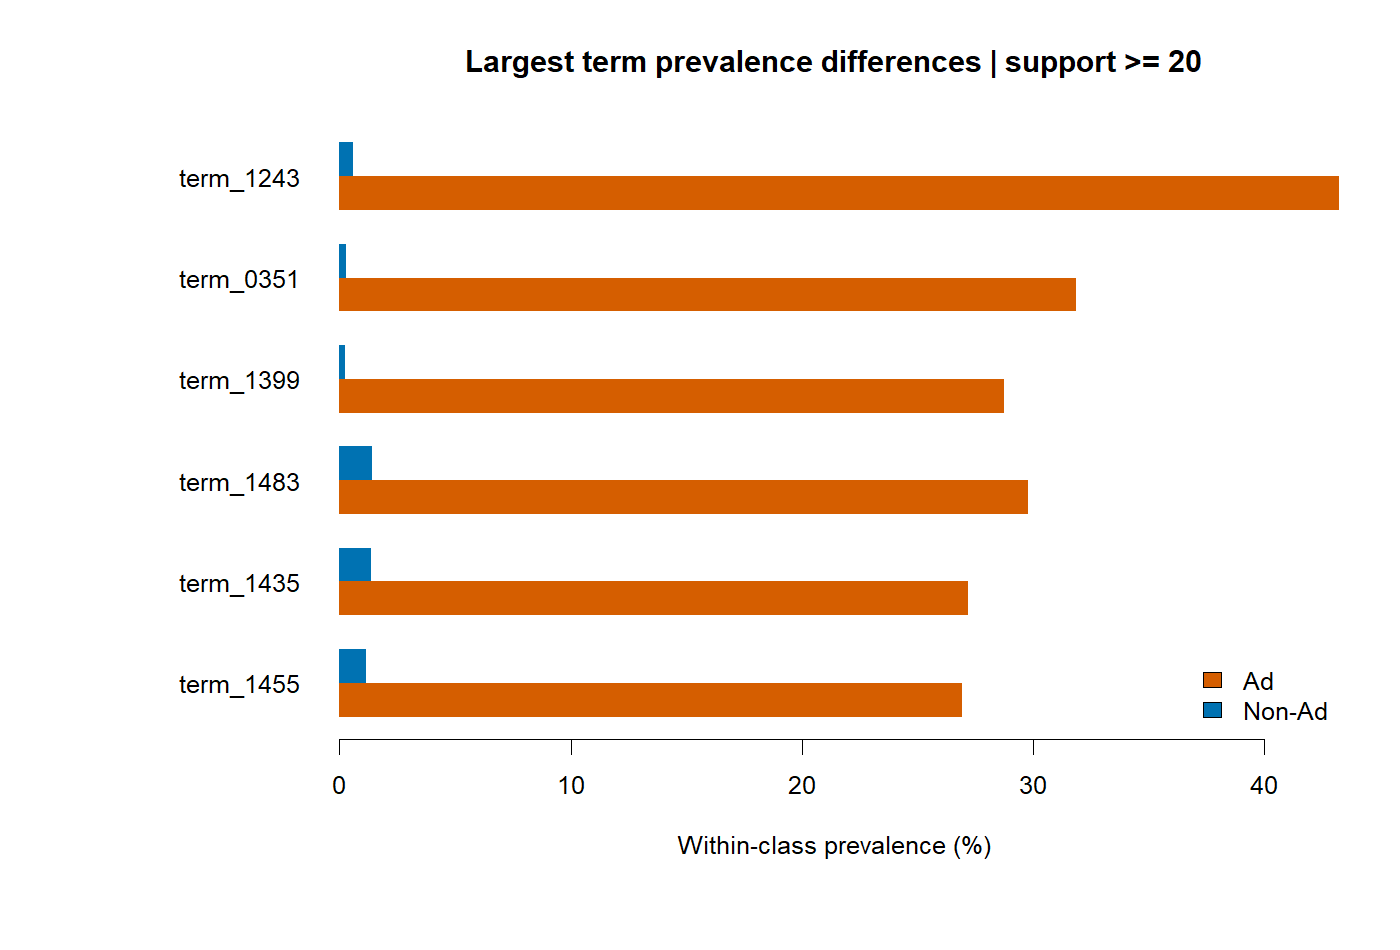 Largest term prevalence differences | support >= 20
term_1243
term_0351
term_1399
term_1483
term_1435
term_1455
Ad
Non-Ad
0 10 20 30 40
Within-class prevalence (%)